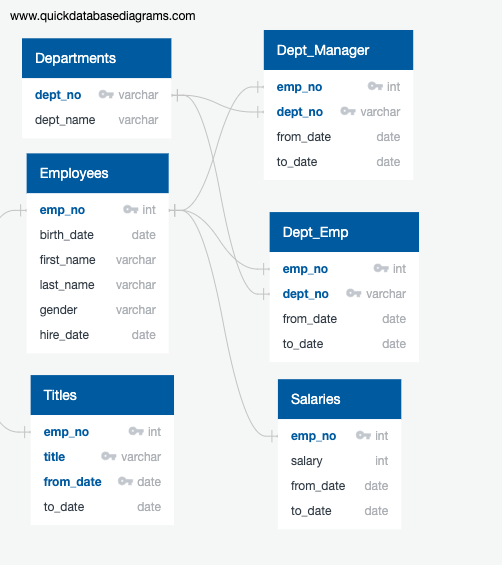 www.quickdatabasediagrams.com
Departments
dept_no varchar
dept_name varchar
Employees
emp_no int
birth_date date
first_name varchar
last_name varchar
gender varchar
hire_date date
Titles
emp_no int
title varchar
from_date date
to_date date
Dept_Manager
emp_no int
dept_no varchar
from_date date
to_date date
Dept_Emp
emp_no int
dept_no varchar
from_date date
to_date date
Salaries
emp_no int
salary int
from_date date
to_date date